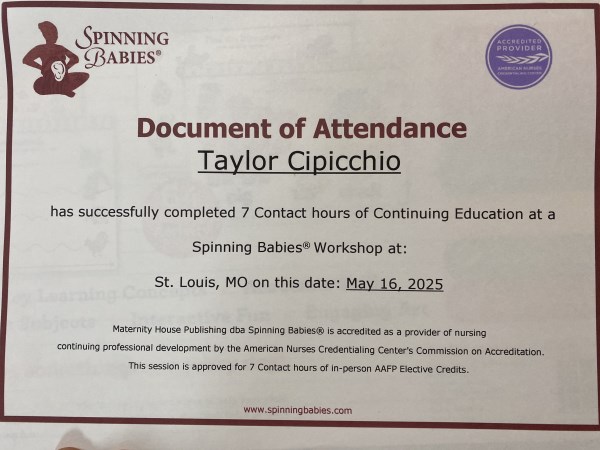 SPINNING
BABIES®
ACCREDITED
PROVIDER
AMERICAN NURSES
Document of Attendance
Taylor Cipicchio
has successfully completed 7 Contact hours of Continuing Education at a
Spinning Babies® Workshop at:
St. Louis, MO on this date: May 16, 2025
Maternity House Publishing dba Spinning Babies® is accredited as a provider of nursing
continuing professional development by the American Nurses Credentialing Center's Commission on Accreditation.
This session is approved for 7 Contact hours of in-person AAFP Elective Credits.
www.spinningbabies.com